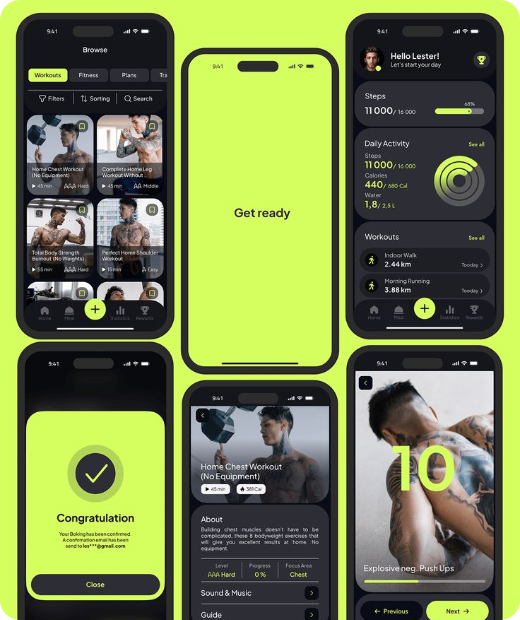 9:41
Browse
Workouts
Fitness
Plans
Tra
Filters
Sorting
Search
Home Chest Workout
(No Equipment)
45 min
Hard
Complete Home Leg
Workout Without
45 min
Middle
Total Body Strength
Burnout (No Weights)
55 min
Hard
Perfect Home Shoulder
Workout
15 min
Easy
Home
Meal
Statistics
Rewards
9:41
Get ready
9:41
Hello Lester!
Let's start your day
Steps
11 000 / 16 000
68%
Daily Activity
See all
Steps
11 000 / 16 000
Calories
440 / 680 Cal
Water
1,8 / 2,5 L
Workouts
See all
Indoor Walk
2.44 km
Tooday
Morning Running
3.88 km
Tooday
Home
Meal
Statistics
Rewards
9:41
Congratulation
Your Boking has been confirmed.
A confirmation email has been
send to les***@gmail.com
Close
9:41
Home Chest Workout
(No Equipment)
45 min
389 Cal
About
Building chest muscles doesn't have to be
complicated, these 8 bodyweight exercises that
will give you excellent results at home No
equipment.
Level
Hard
Progress
0 %
Focus Area
Chest
Sound & Music
Guide
9:41
10
Explosive neg. Push Ups
Previous
Next